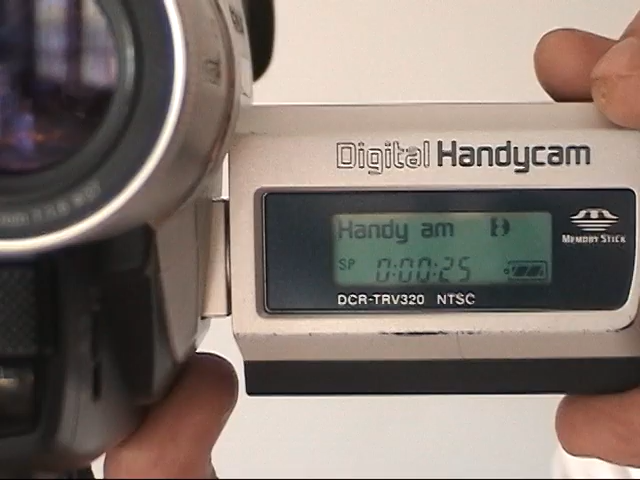 Digital Handycam
Handy am
MEMORY STICK
SP 0:00:25
DCR-TRV320 NTSC